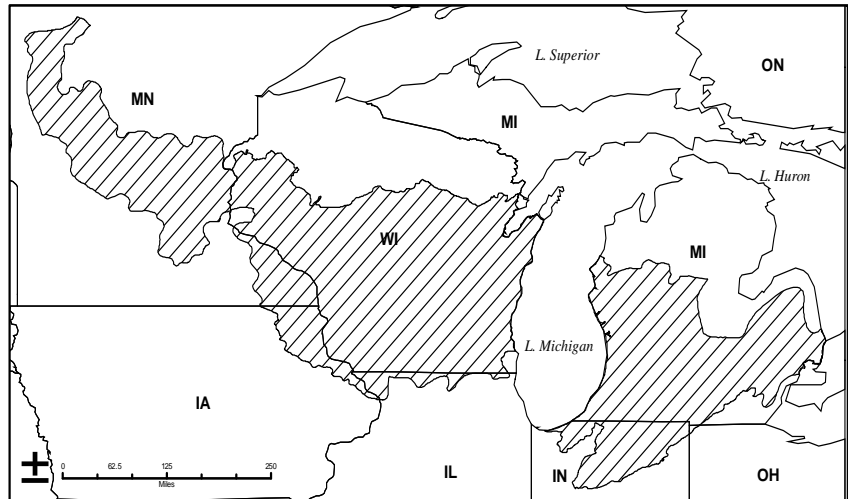 L. Superior
ON
MN
MI
L. Huron
WI
MI
L. Michigan
IA
0 62.5 125 250
Miles
IL
IN
OH